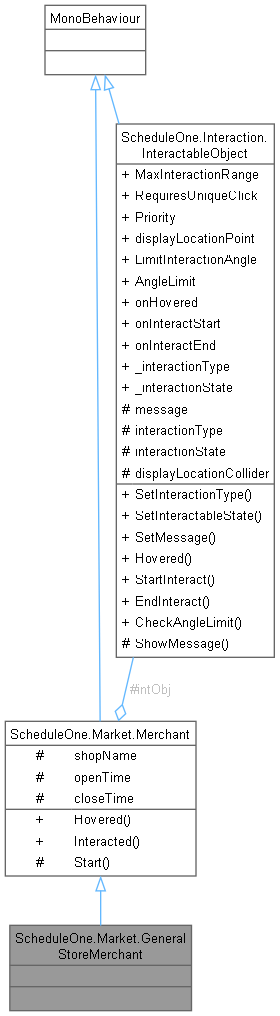 MonoBehaviour
ScheduleOne.Interaction.
InteractableObject
+ MaxInteractionRange
+ RequiresUniqueClick
+ Priority
+ displayLocationPoint
+ LimitInteractionAngle
+ AngleLimit
+ onHovered
+ onInteractStart
+ onInteractEnd
+ _interactionType
+ _interactionState
# message
# interactionType
# interactionState
# displayLocationCollider
+ SetInteractionType()
+ SetInteractableState()
+ SetMessage()
+ Hovered()
+ StartInteract()
+ EndInteract()
+ CheckAngleLimit()
# ShowMessage()
#intObj
ScheduleOne.Market.Merchant
# shopName
# openTime
# closeTime
+ Hovered()
+ Interacted()
# Start()
ScheduleOne.Market.General
StoreMerchant